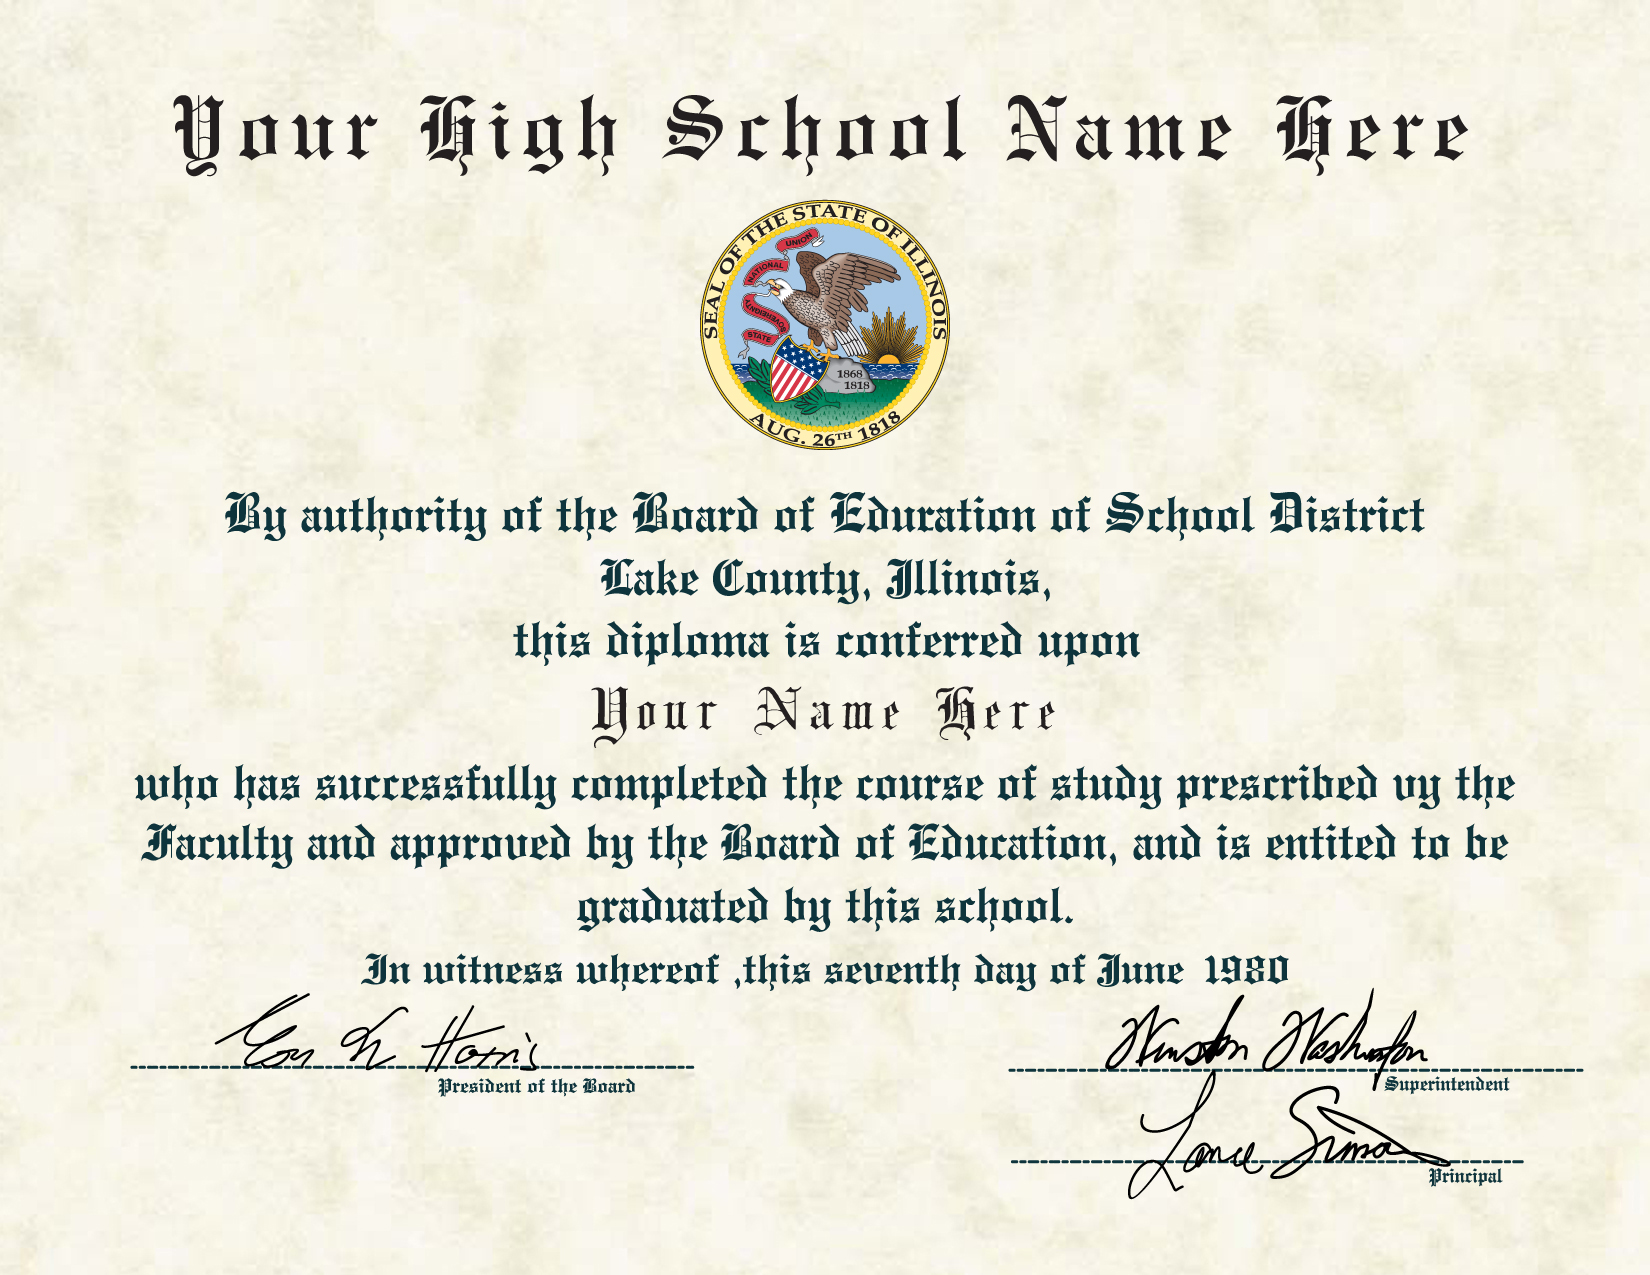 Your High School Name Here
SEAL OF THE STATE OF ILLINOIS
UNION
NATIONAL
SOVEREIGNTY
STATE
1868
1818
AUG. 26TH 1818
By authority of the Board of Eduration of School District
Lake County, Illinois,
this diploma is conferred upon
Your Name Here
who has successfully completed the course of study prescribed vy the
Faculty and approved by the Board of Education, and is entited to be
graduated by this school.
In witness whereof ,this seventh day of June 1980
Harris
President of the Board
Winston Washington
Superintendent
Lance Simon
Principal